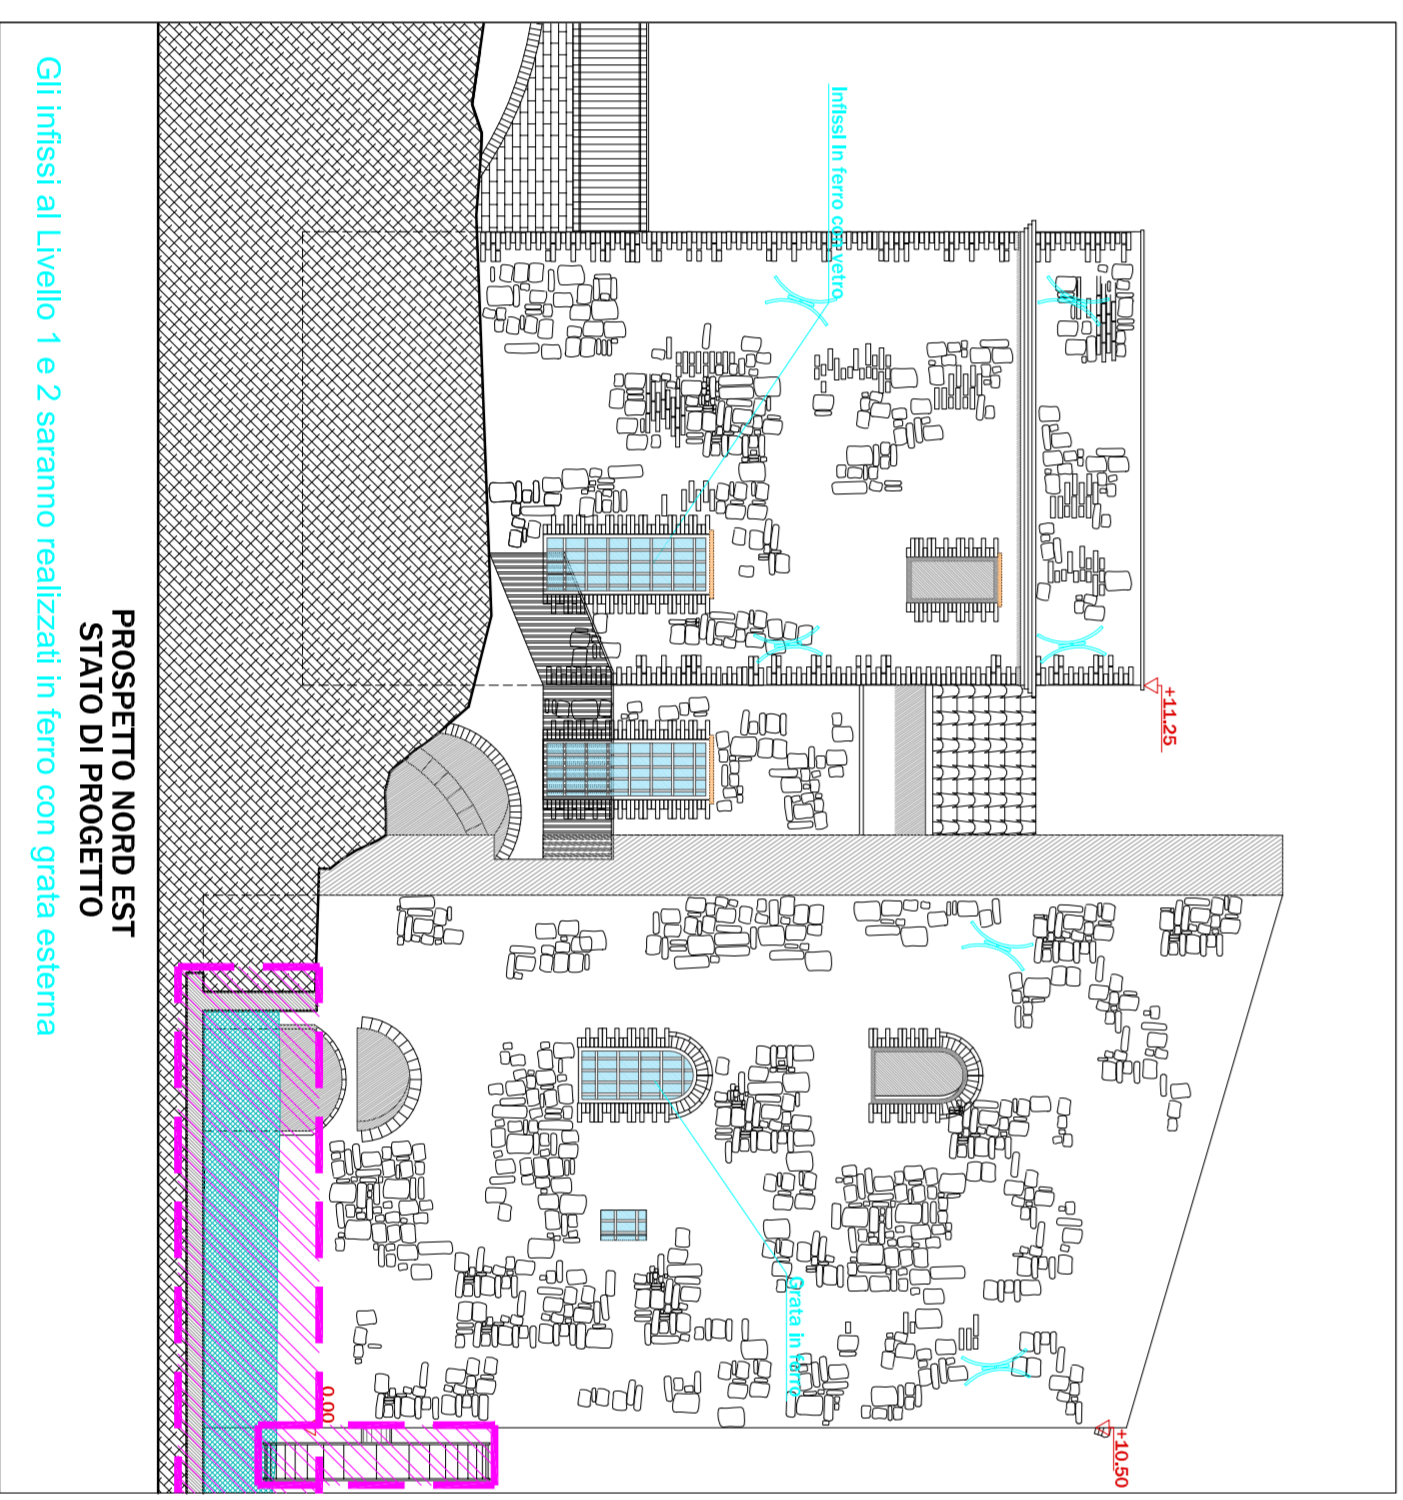 Infissi in ferro con vetro
+11.25
Grata in ferro
0.00
+10.50
PROSPETTO NORD EST
STATO DI PROGETTO
Gli infissi al Livello 1 e 2 saranno realizzati in ferro con grata esterna